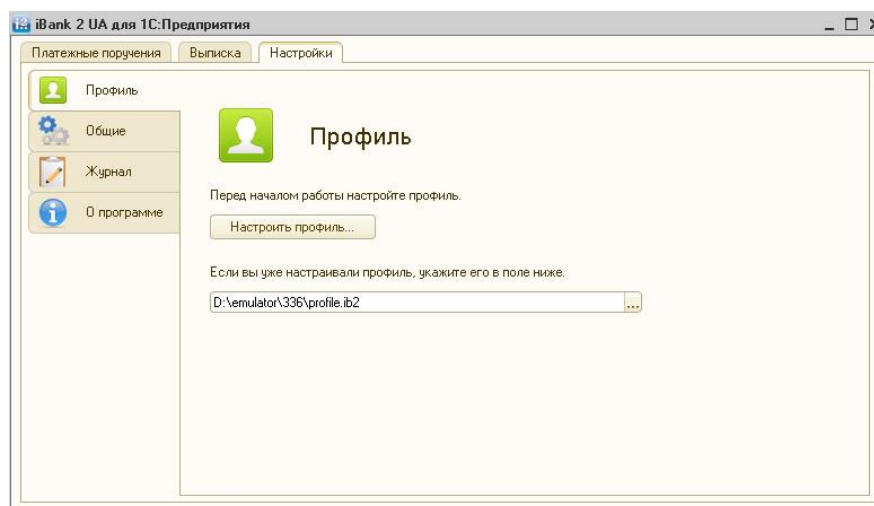 iBank 2 UA для 1С:Предприятия
Платежные поручения Выписка Настройки
Профиль
Общие
Журнал
О программе
Профиль
Перед началом работы настройте профиль.
Настроить профиль...
Если вы уже настраивали профиль, укажите его в поле ниже.
D:\emulator\336\profile.ib2 ...